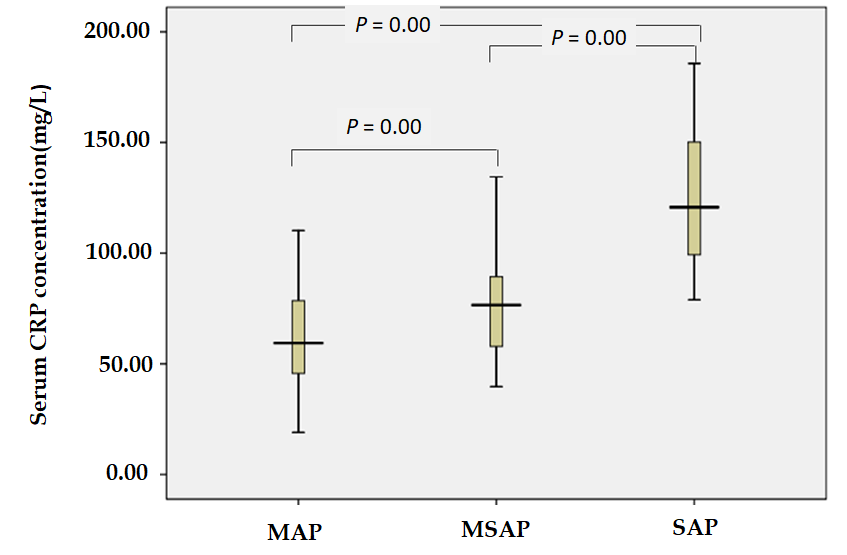 200.00
P = 0.00
P = 0.00
150.00
P = 0.00
100.00
50.00
0.00
Serum CRP concentration(mg/L)
MAP
MSAP
SAP